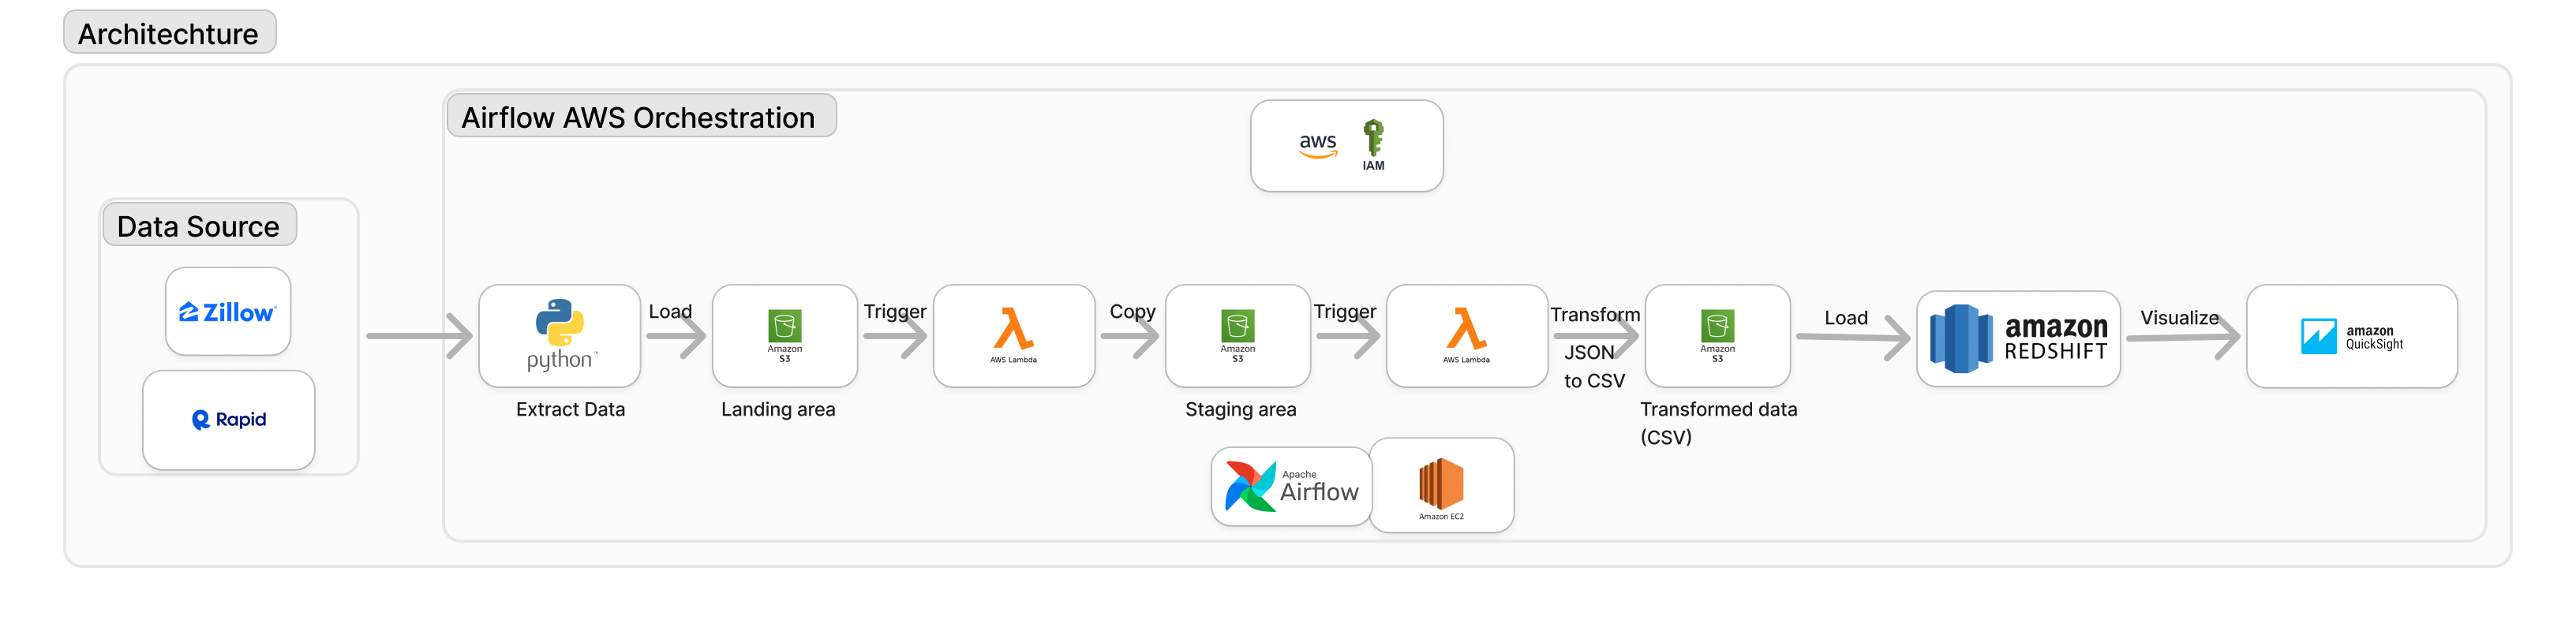 Architechture
Airflow AWS Orchestration
aws
IAM
Data Source
Zillow
Rapid
python
Extract Data
Load
Amazon
S3
Landing area
Trigger
AWS Lambda
Copy
Amazon
S3
Staging area
Trigger
AWS Lambda
Transform
JSON
to CSV
Amazon
S3
Transformed data
(CSV)
Load
amazon
REDSHIFT
Visualize
amazon
QuickSight
Apache
Airflow
Amazon EC2